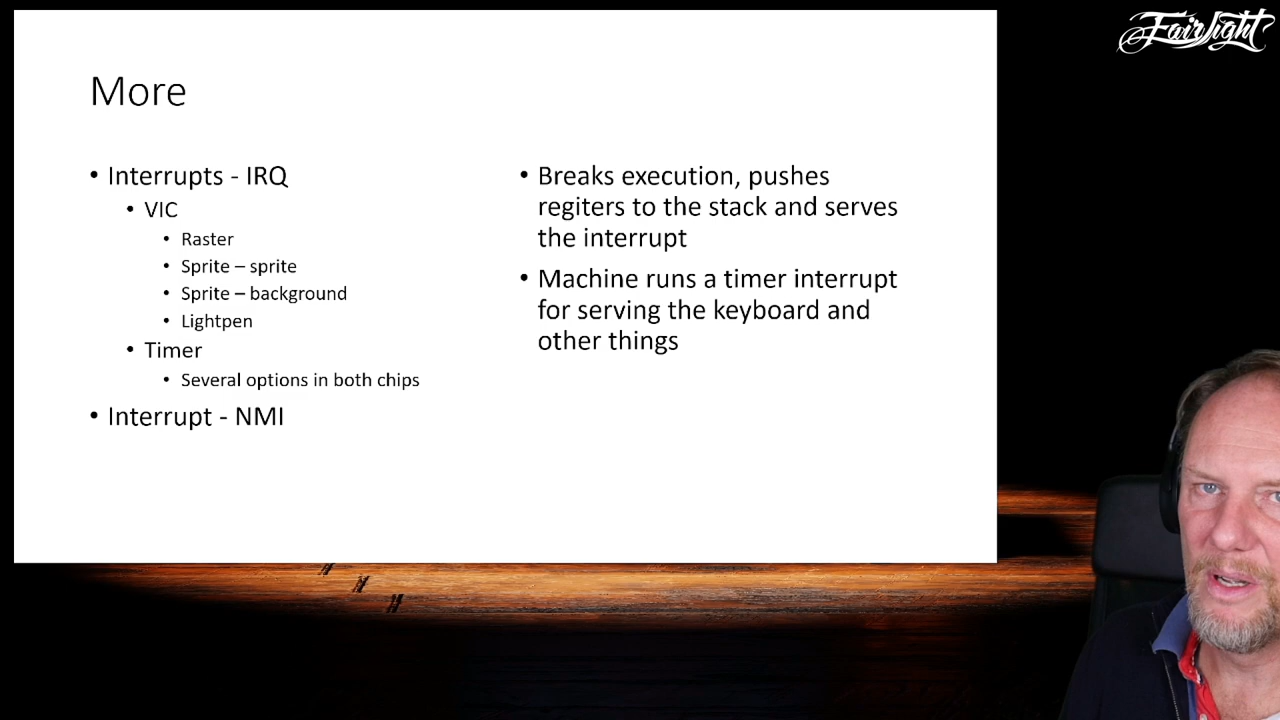 Fairlight
More
• Interrupts - IRQ
• VIC
• Raster
• Sprite – sprite
• Sprite – background
• Lightpen
• Timer
• Several options in both chips
• Interrupt - NMI
• Breaks execution, pushes
regiters to the stack and serves
the interrupt
• Machine runs a timer interrupt
for serving the keyboard and
other things